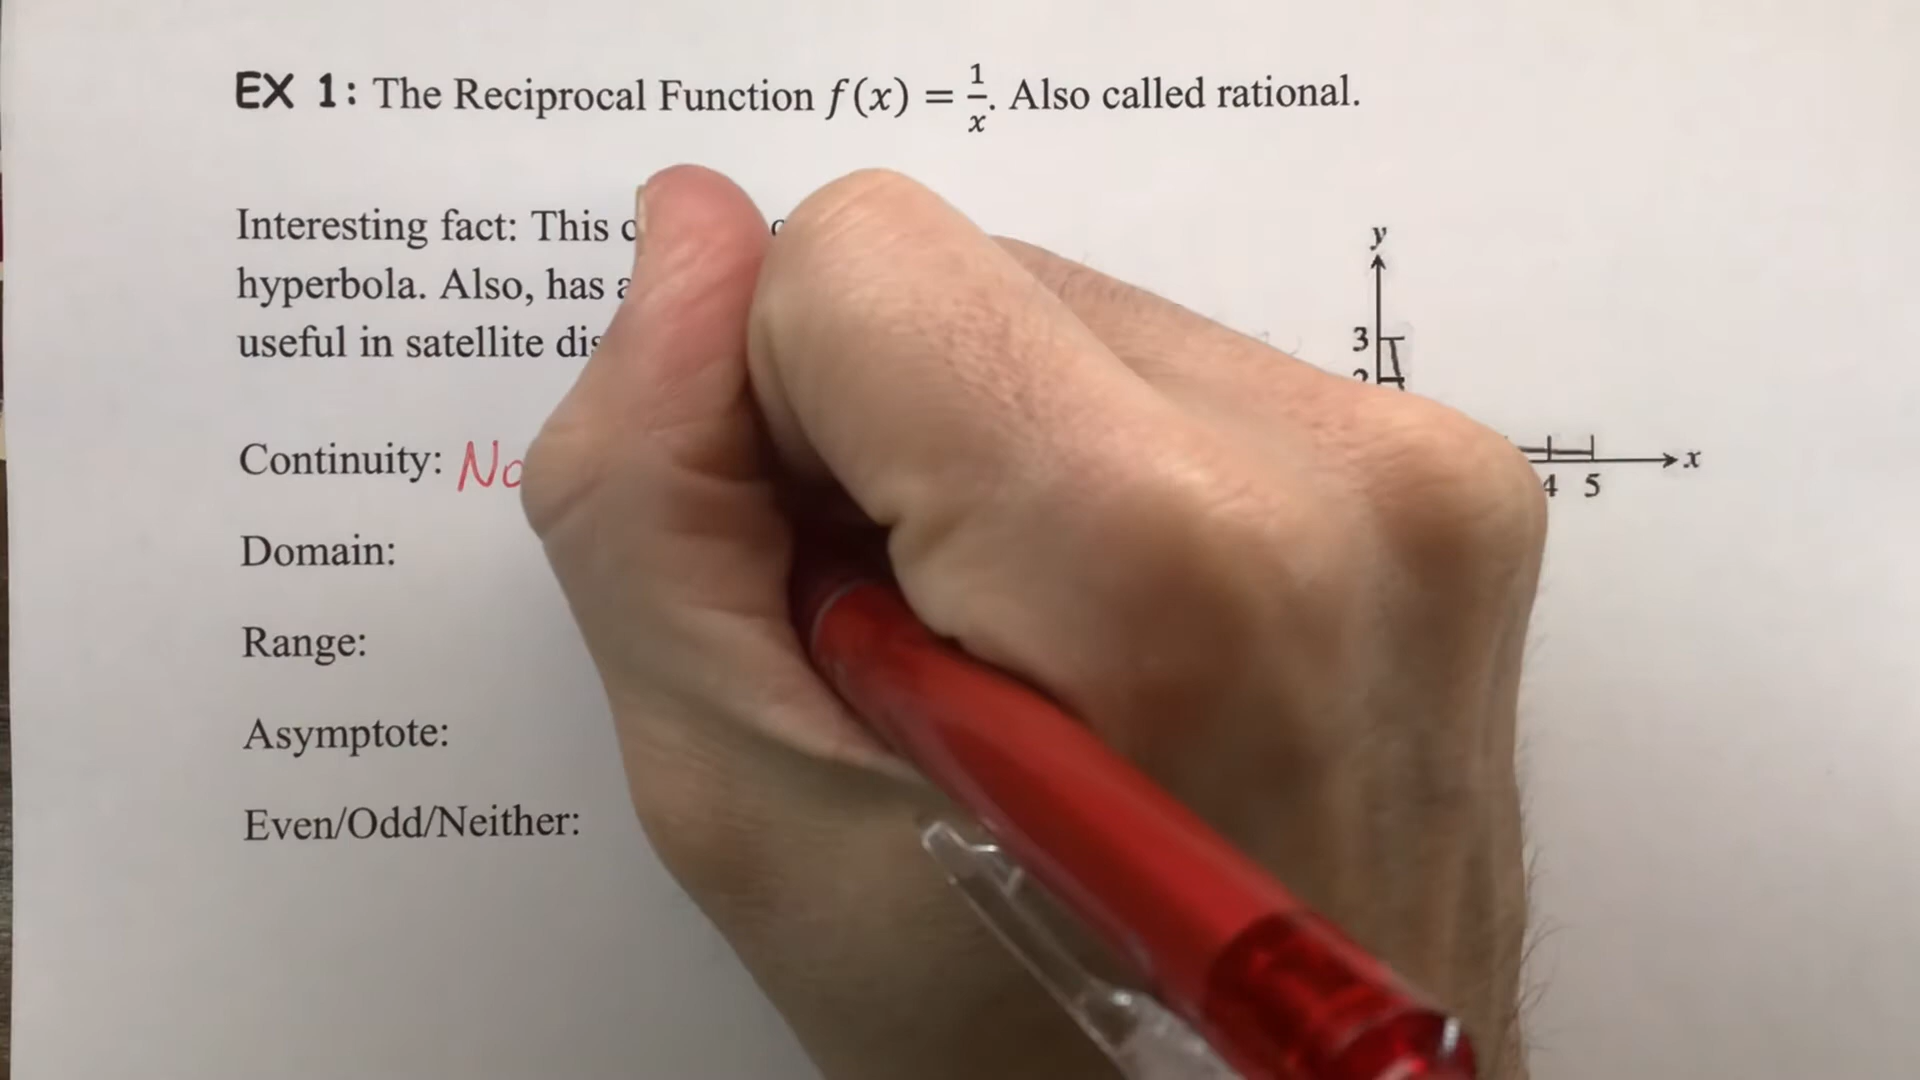 EX 1: The Reciprocal Function f(x) = 1/x. Also called rational.
Interesting fact: This
hyperbola. Also, has
useful in satellite
y
3
Continuity: No
x
4 5
Domain:
Range:
Asymptote:
Even/Odd/Neither: